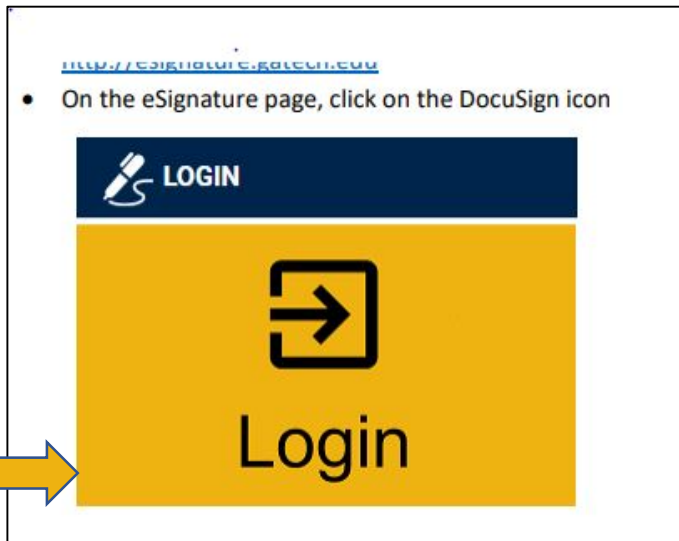 http://esignature.gatech.edu
• On the eSignature page, click on the DocuSign icon
LOGIN
Login